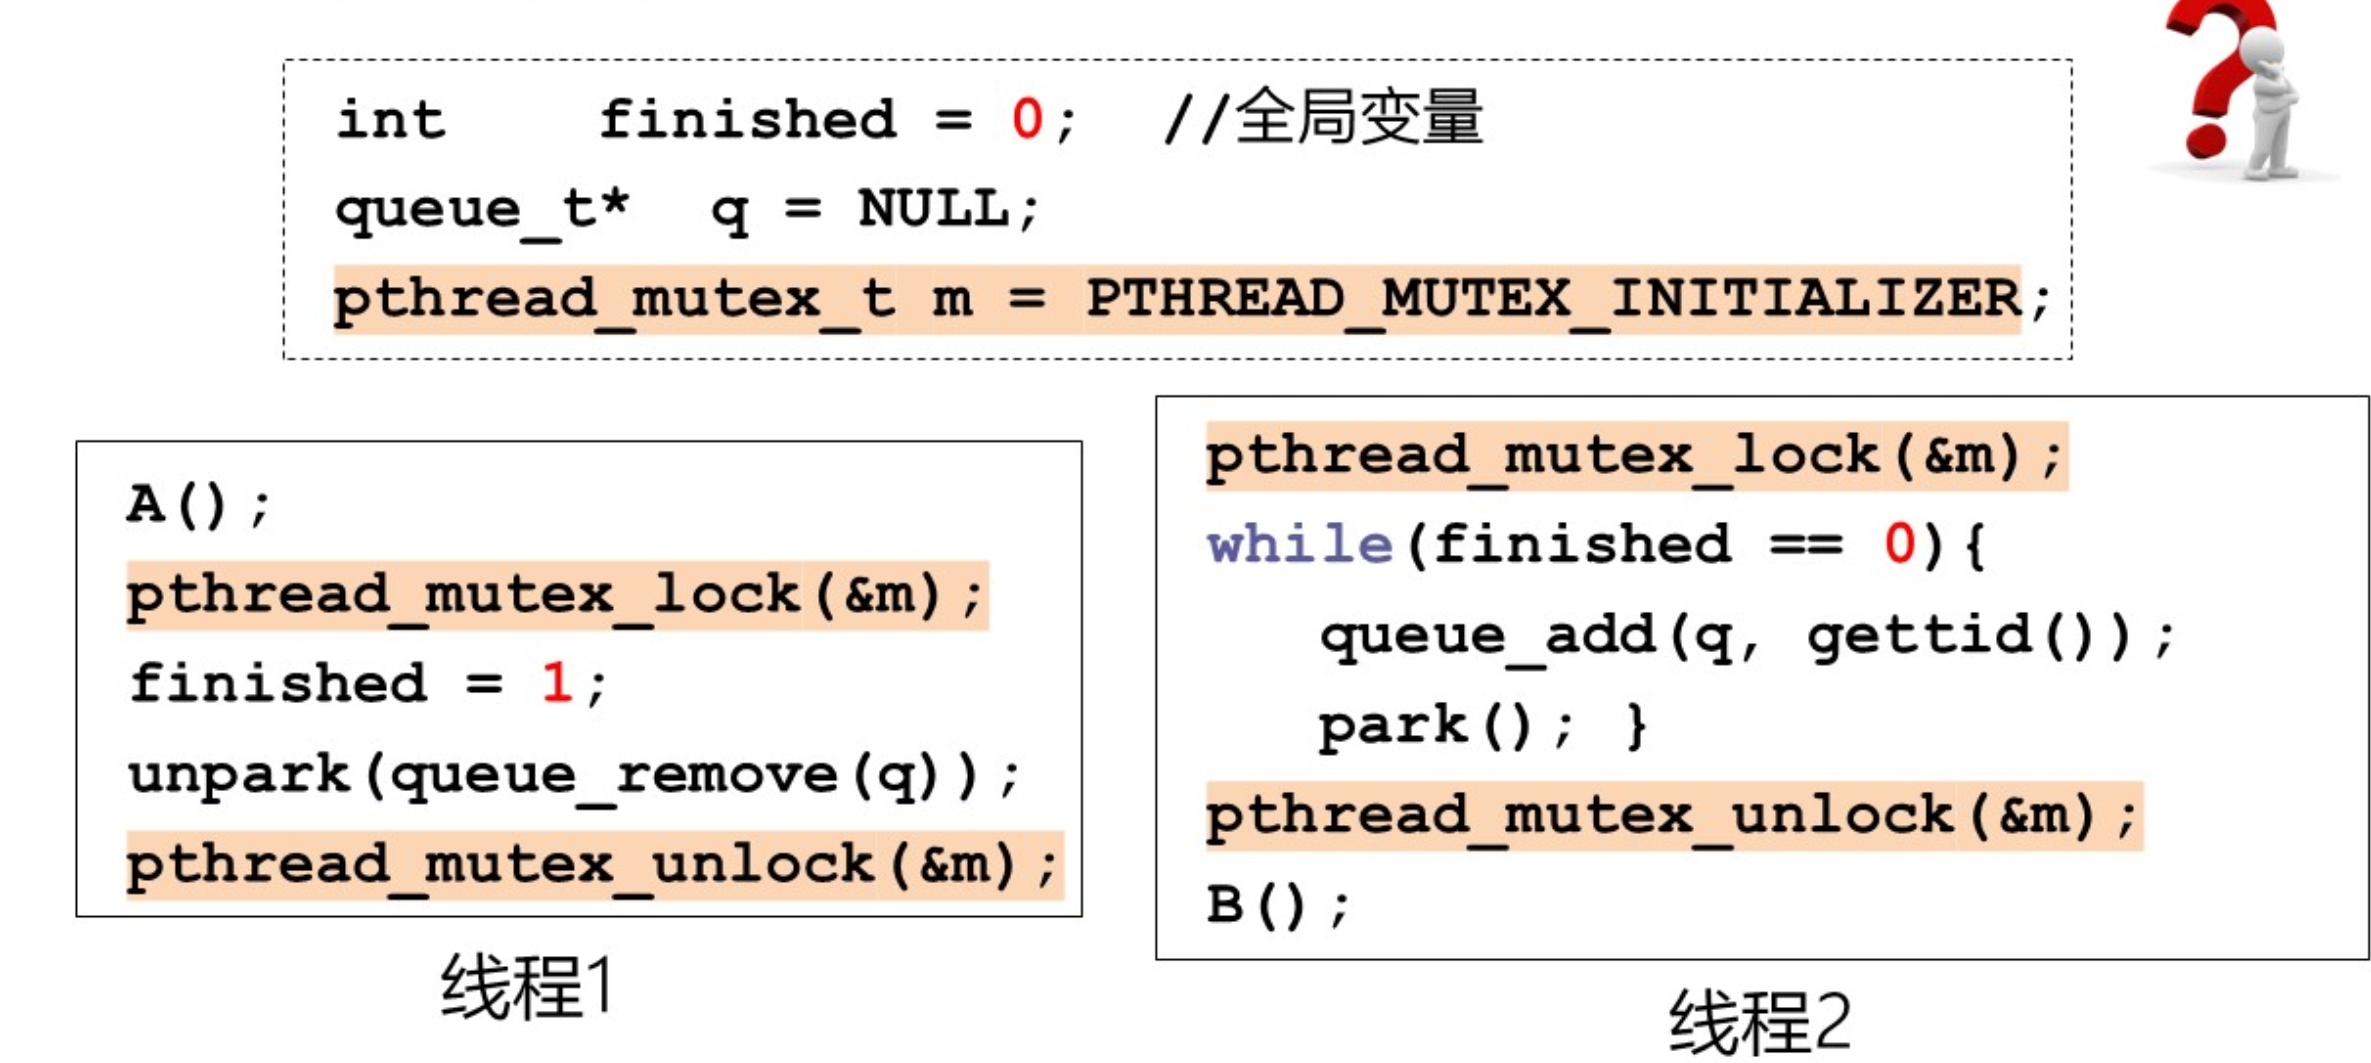 int    finished = 0;  //全局变量
queue_t*  q = NULL;
pthread_mutex_t m = PTHREAD_MUTEX_INITIALIZER;
A();
pthread_mutex_lock(&m);
finished = 1;
unpark(queue_remove(q));
pthread_mutex_unlock(&m);
线程1
pthread_mutex_lock(&m);
while(finished == 0){
queue_add(q, gettid());
park(); }
pthread_mutex_unlock(&m);
B();
线程2